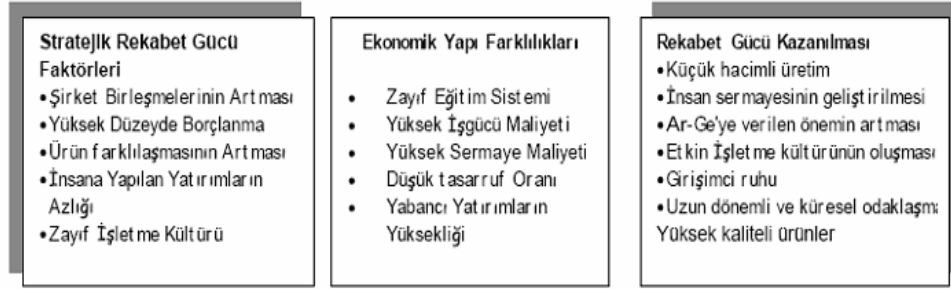 Stratejik Rekabet Gücü
Faktörleri
•Şirket Birleşmelerinin Artması
•Yüksek Düzeyde Borçlanma
•Ürün farklılaşmasının Artması
•İnsana Yapılan Yatırımların
Azlığı
•Zayıf İşletme Kültürü
Ekonomik Yapı Farklılıkları
• Zayıf Eğitim Sistemi
• Yüksek İşgücü Maliyeti
• Yüksek Sermaye Maliyeti
• Düşük tasarruf Oranı
• Yabancı Yatırımların
Yüksekliği
Rekabet Gücü Kazanılması
•Küçük hacimli üretim
•İnsan sermayesinin geliştirilmesi
•Ar-Ge'ye verilen önemin artması
•Etkin İşletme kültürünün oluşması
•Girişimci ruhu
•Uzun dönemli ve küresel odaklaşma
Yüksek kaliteli ürünler